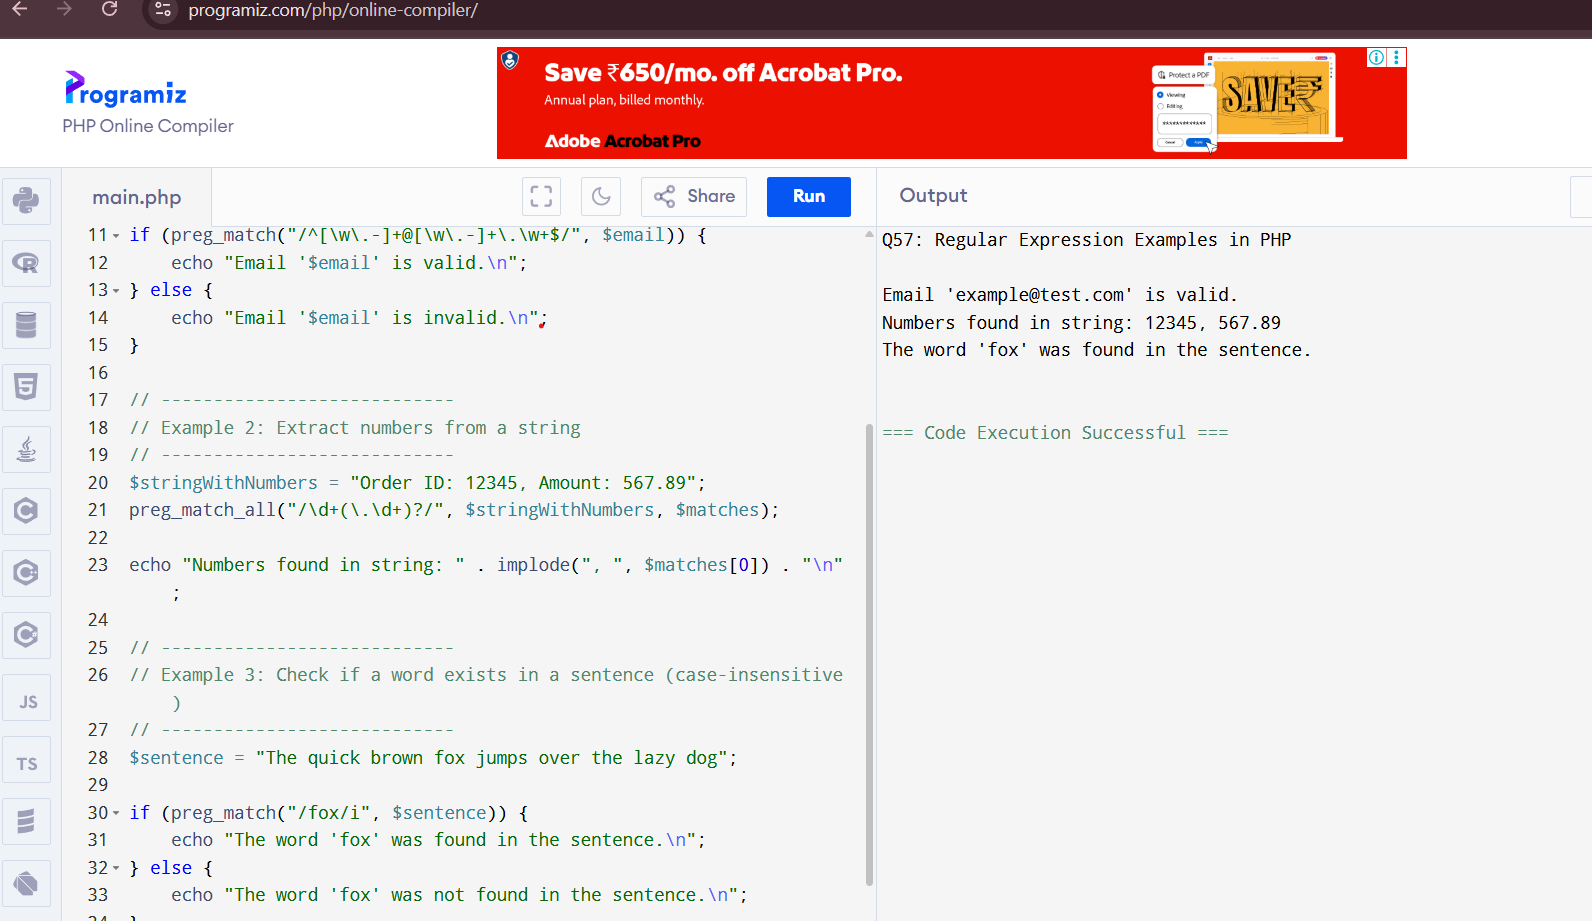 programiz.com/php/online-compiler/
Programiz
PHP Online Compiler
Save ₹650/mo. off Acrobat Pro.
Annual plan, billed monthly.
Adobe Acrobat Pro
Protect a PDF
Viewing
Editing
************
Cancel
Apply
SAVE₹
main.php
Share
Run
Output
11 if (preg_match("/^[\w\.-]+@[\w\.-]+\.\w+$/", $email)) {
12     echo "Email '$email' is valid.\n";
13 } else {
14     echo "Email '$email' is invalid.\n";
15 }
16
17 // ----------------------------
18 // Example 2: Extract numbers from a string
19 // ----------------------------
20 $stringWithNumbers = "Order ID: 12345, Amount: 567.89";
21 preg_match_all("/\d+(\.\d+)?/", $stringWithNumbers, $matches);
22
23 echo "Numbers found in string: " . implode(", ", $matches[0]) . "\n"
;
24
25 // ----------------------------
26 // Example 3: Check if a word exists in a sentence (case-insensitive
)
27 // ----------------------------
28 $sentence = "The quick brown fox jumps over the lazy dog";
29
30 if (preg_match("/fox/i", $sentence)) {
31     echo "The word 'fox' was found in the sentence.\n";
32 } else {
33     echo "The word 'fox' was not found in the sentence.\n";
Q57: Regular Expression Examples in PHP
Email 'example@test.com' is valid.
Numbers found in string: 12345, 567.89
The word 'fox' was found in the sentence.
=== Code Execution Successful ===
R
C
C++
C#
JS
TS